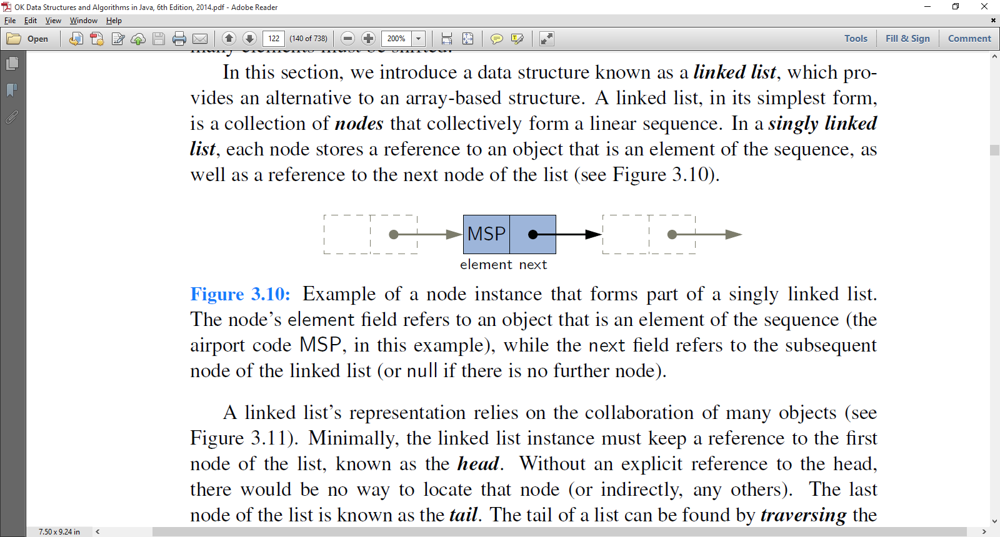 OK Data Structures and Algorithms in Java, 6th Edition, 2014.pdf - Adobe Reader
File Edit View Window Help
Open 122 (140 of 738) 200% Tools Fill & Sign Comment
many elements must be shifted.
In this section, we introduce a data structure known as a linked list, which pro-
vides an alternative to an array-based structure. A linked list, in its simplest form,
is a collection of nodes that collectively form a linear sequence. In a singly linked
list, each node stores a reference to an object that is an element of the sequence, as
well as a reference to the next node of the list (see Figure 3.10).
MSP
element next
Figure 3.10: Example of a node instance that forms part of a singly linked list.
The node's element field refers to an object that is an element of the sequence (the
airport code MSP, in this example), while the next field refers to the subsequent
node of the linked list (or null if there is no further node).
A linked list's representation relies on the collaboration of many objects (see
Figure 3.11). Minimally, the linked list instance must keep a reference to the first
node of the list, known as the head. Without an explicit reference to the head,
there would be no way to locate that node (or indirectly, any others). The last
node of the list is known as the tail. The tail of a list can be found by traversing the
7.50 x 9.24 in